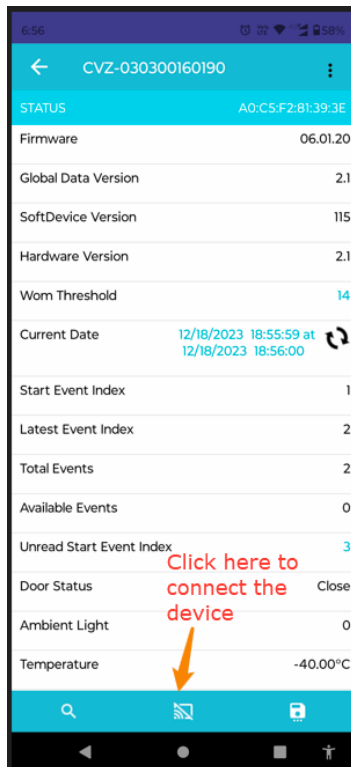 6:56
58%
CVZ-030300160190
STATUS A0:C5:F2:81:39:3E
Firmware 06.01.20
Global Data Version 2.1
SoftDevice Version 115
Hardware Version 2.1
Wom Threshold 14
Current Date 12/18/2023 18:55:59 at
12/18/2023 18:56:00
Start Event Index 1
Latest Event Index 2
Total Events 2
Available Events 0
Unread Start Event Index 3
Click here to
connect the
device
Door Status Close
Ambient Light 0
Temperature -40.00°C